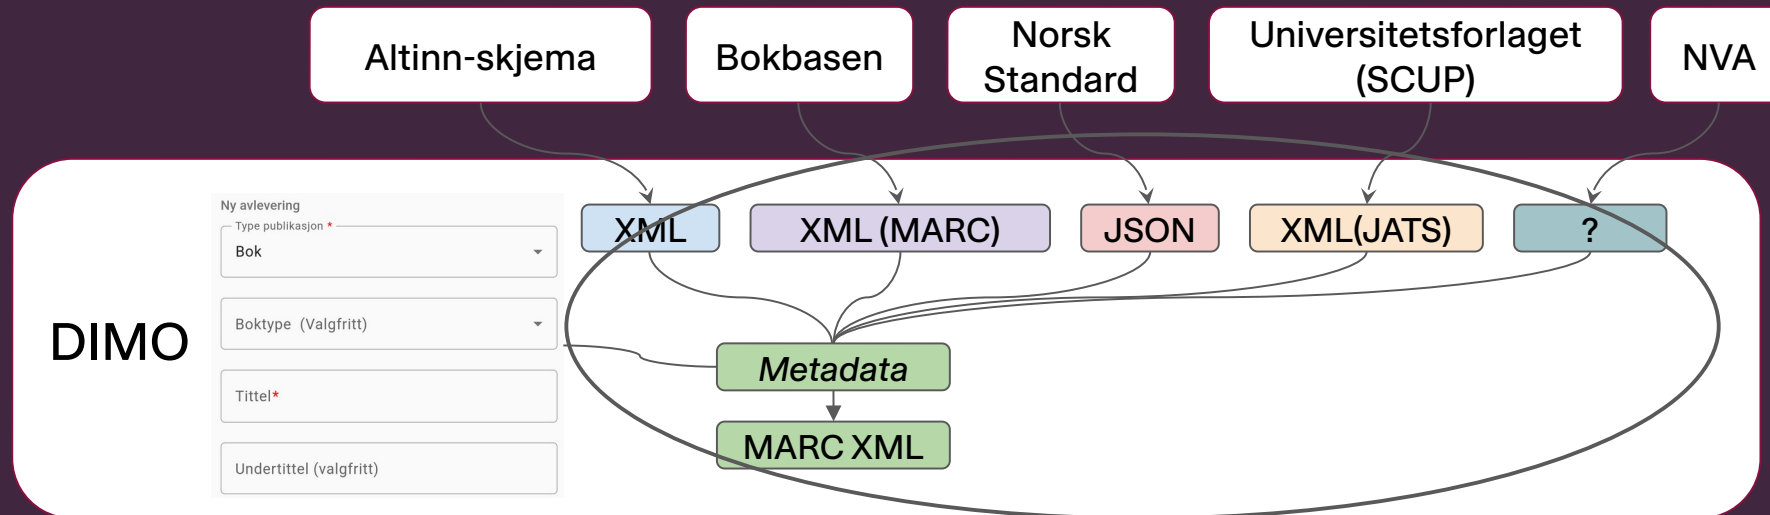 Altinn-skjema
Bokbasen
Norsk
Standard
Universitetsforlaget
(SCUP)
NVA
DIMO
Ny avlevering
Type publikasjon *
Bok
Boktype (Valgfritt)
Tittel*
Undertittel (valgfritt)
XML
XML (MARC)
JSON
XML(JATS)
?
Metadata
MARC XML